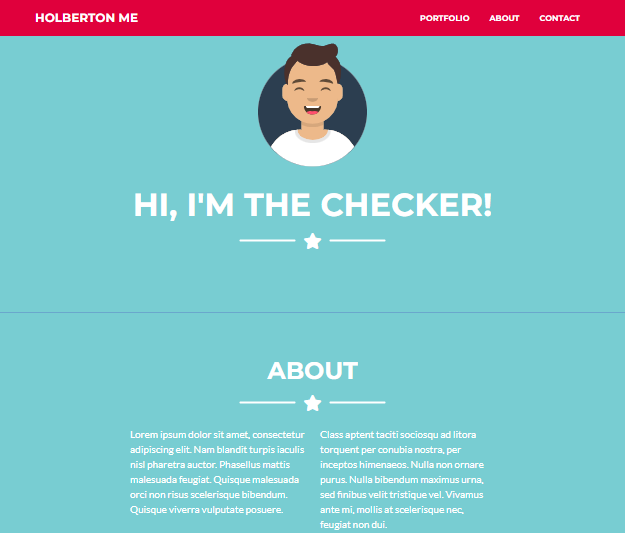 HOLBERTON ME
PORTFOLIO ABOUT CONTACT
HI, I'M THE CHECKER!
ABOUT
Lorem ipsum dolor sit amet, consectetur
adipiscing elit. Nam blandit turpis iaculis
nisl pharetra auctor. Phasellus mattis
malesuada feugiat. Quisque malesuada
orci non risus scelerisque bibendum.
Quisque viverra vulputate posuere.
Class aptent taciti sociosqu ad litora
torquent per conubia nostra, per
inceptos himenaeos. Nulla non ornare
purus. Nulla bibendum maximus urna,
sed finibus velit tristique vel. Vivamus
ante mi, mollis at scelerisque nec,
feugiat non dui.